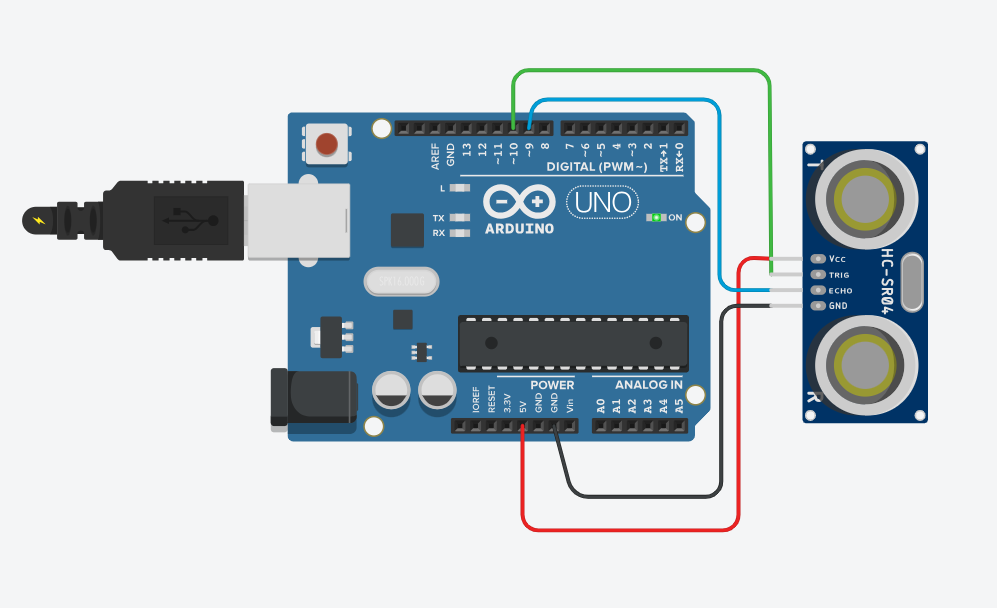 AREF
GND
13
12
~11
~10
~9
8
7
~6
~5
4
~3
2
TX→1
RX←0
DIGITAL (PWM~)
L
TX
RX
UNO
ON
ARDUINO
T
VCC
TRIG
ECHO
GND
HC-SR04
POWER
ANALOG IN
IOREF
RESET
3.3V
5V
GND
GND
Vin
A0
A1
A2
A3
A4
A5
R